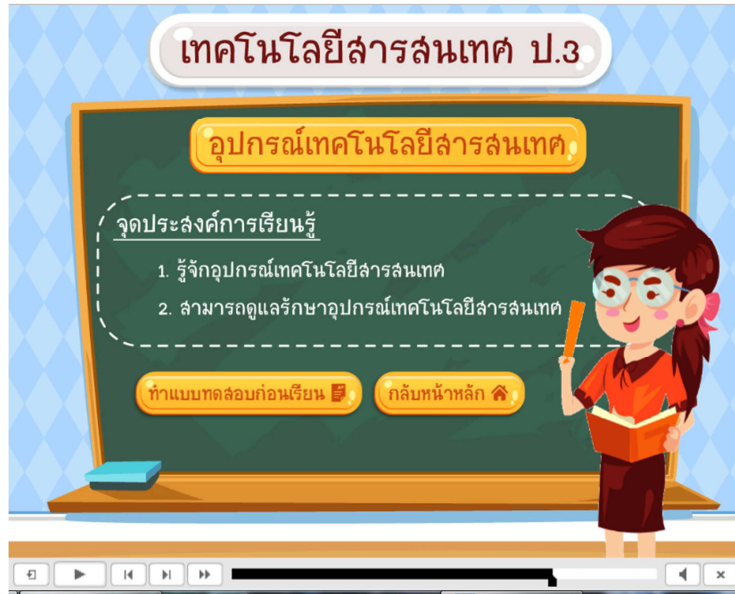 เทคโนโลยีสารสนเทศ ป.3
อุปกรณ์เทคโนโลยีสารสนเทศ
จุดประสงค์การเรียนรู้
1. รู้จักอุปกรณ์เทคโนโลยีสารสนเทศ
2. สามารถดูแลรักษาอุปกรณ์เทคโนโลยีสารสนเทศ
ทำแบบทดสอบก่อนเรียน
กลับหน้าหลัก